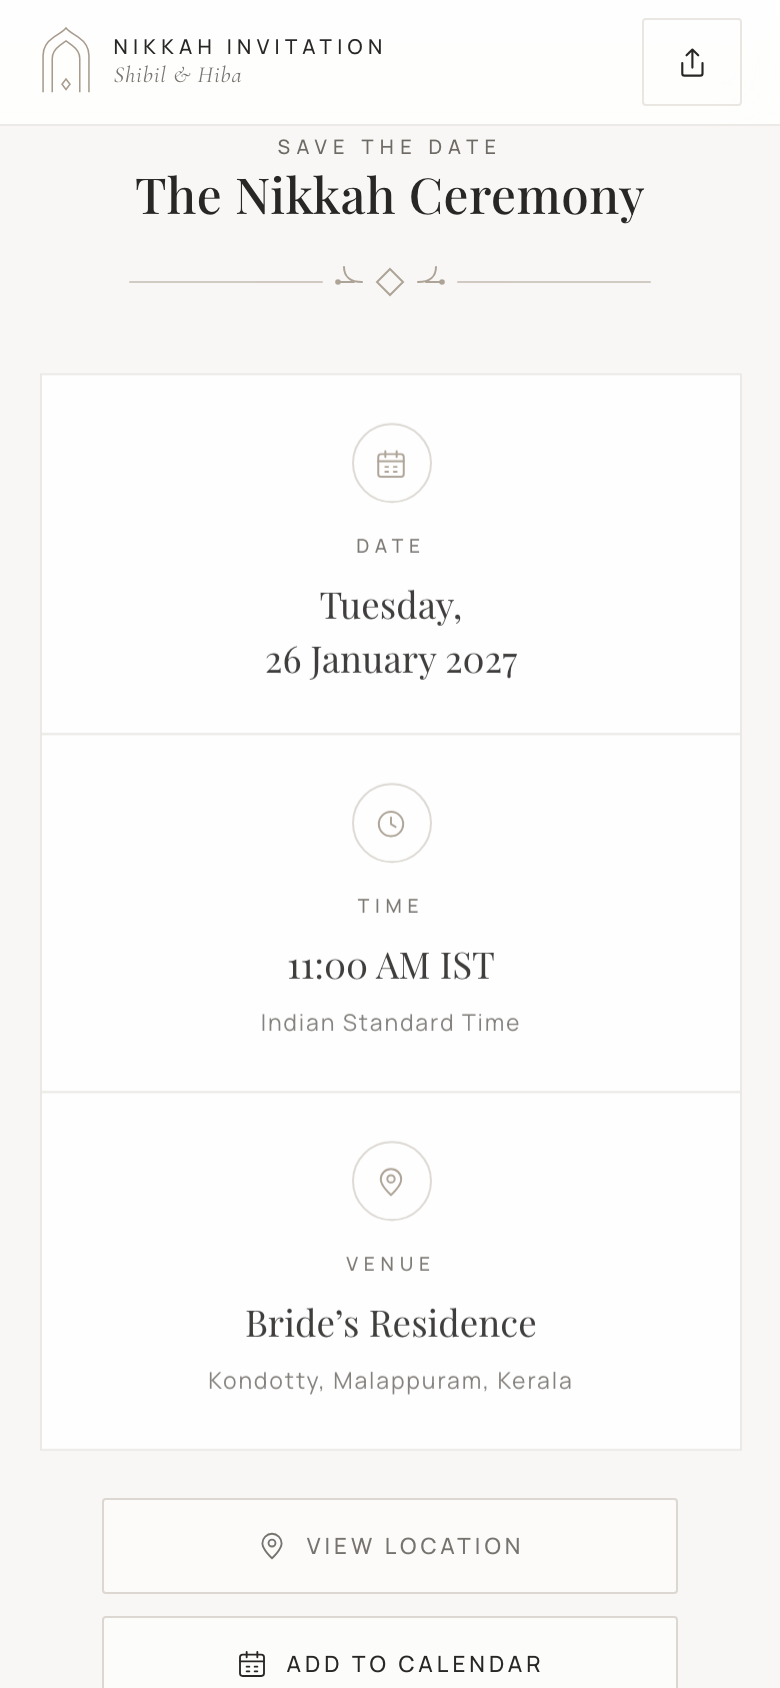 NIKKAH INVITATION
Shibil & Hiba
SAVE THE DATE
The Nikkah Ceremony
DATE
Tuesday,
26 January 2027
TIME
11:00 AM IST
Indian Standard Time
VENUE
Bride’s Residence
Kondotty, Malappuram, Kerala
VIEW LOCATION
ADD TO CALENDAR